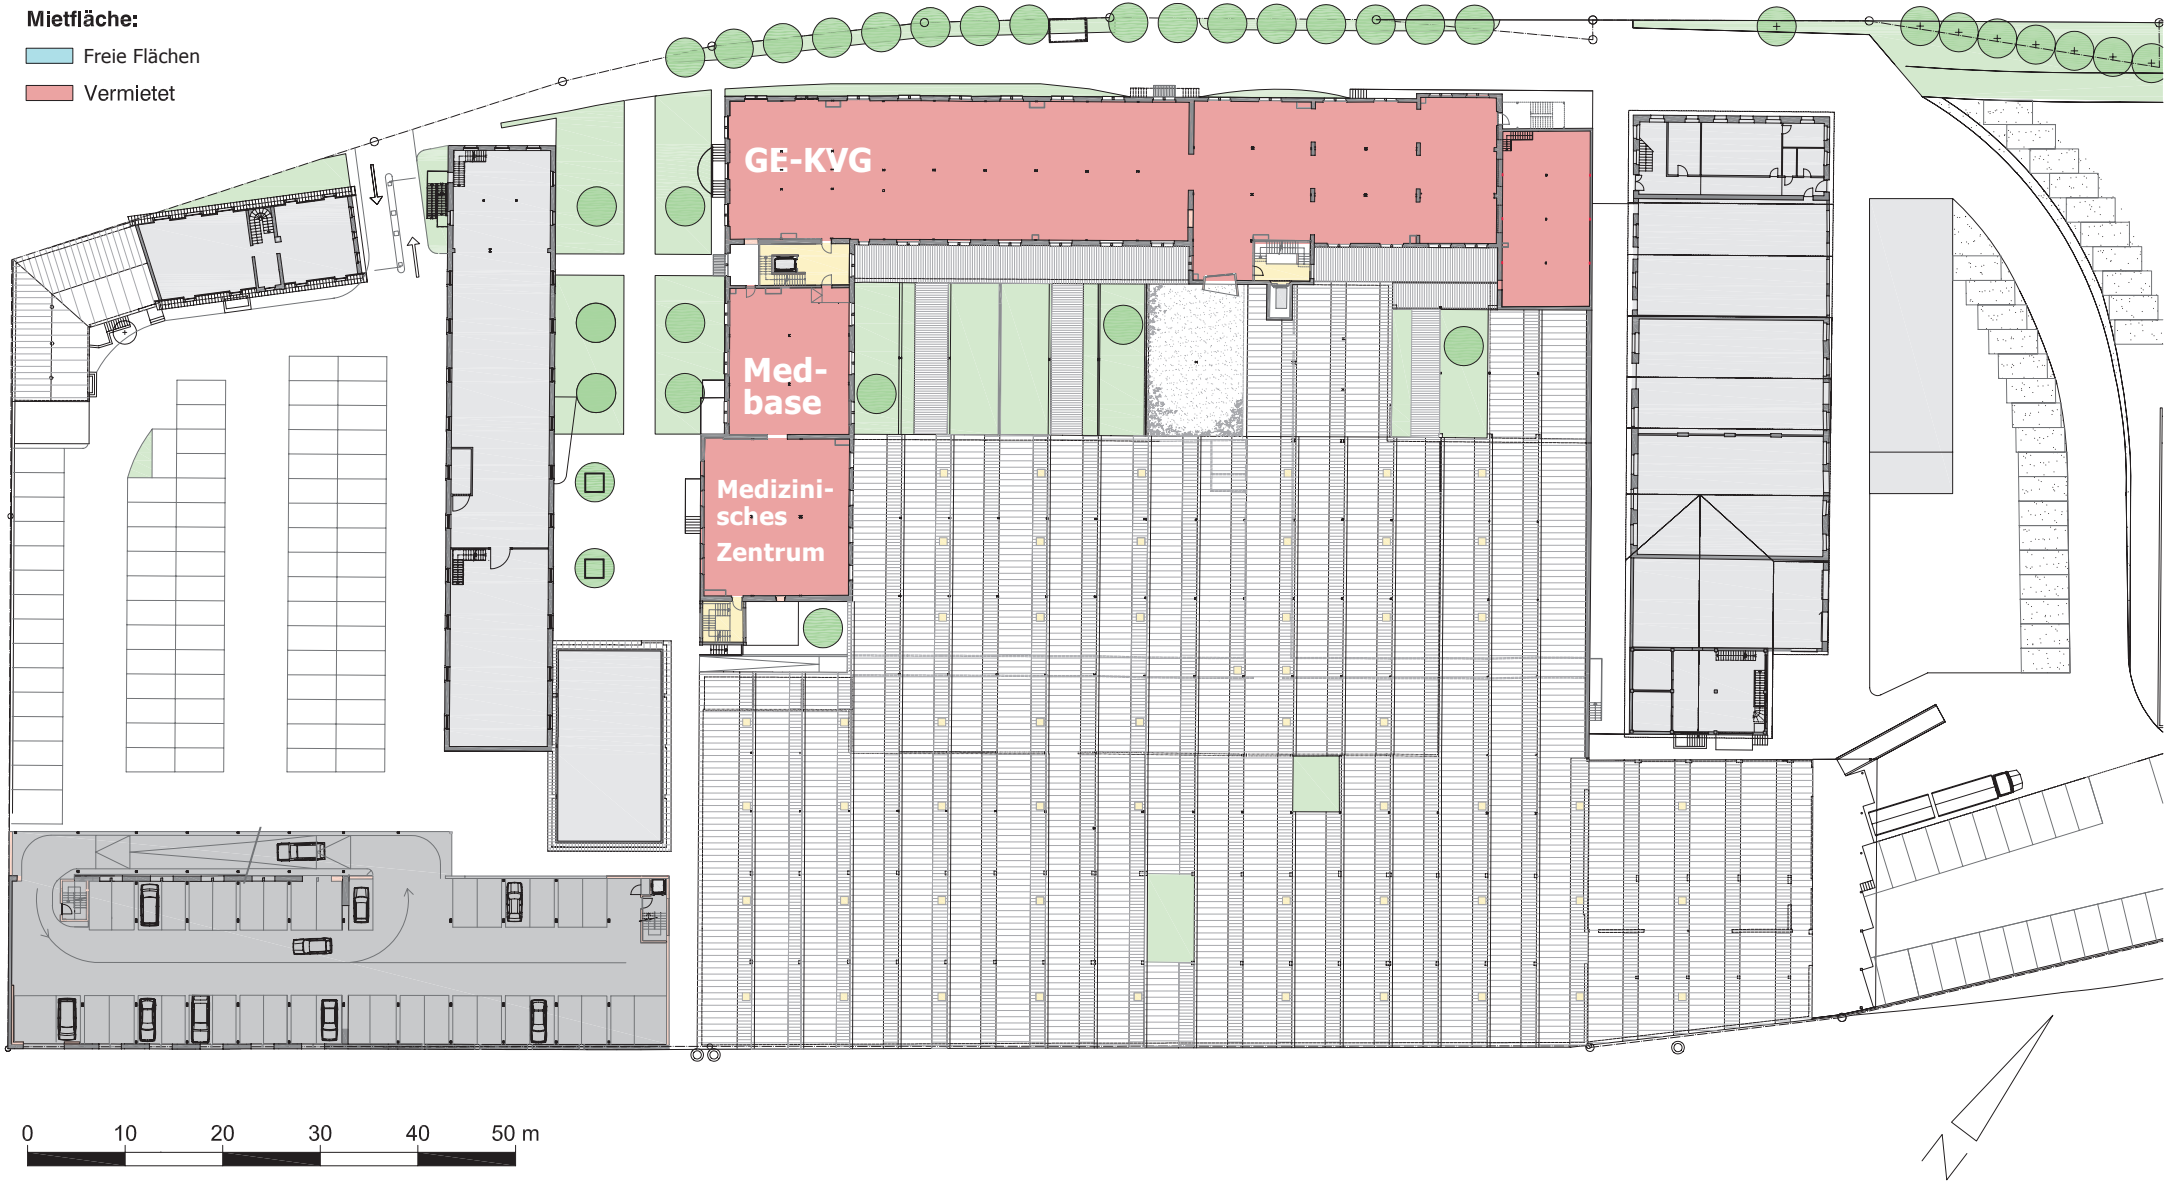 Mietfläche:
Freie Flächen
Vermietet
GE-KVG
Med-
base
Medizini-
sches
Zentrum
0 10 20 30 40 50 m
N